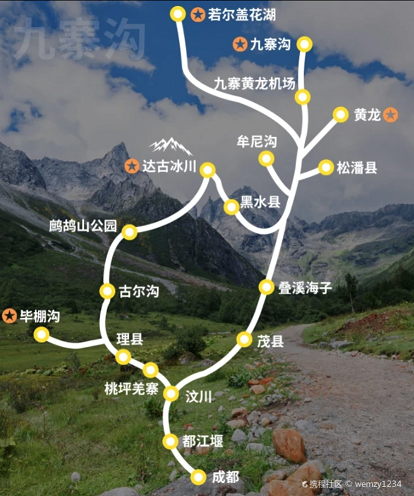 九寨沟
若尔盖花湖
九寨沟
九寨黄龙机场
黄龙
牟尼沟
达古冰川
松潘县
黑水县
鹧鸪山公园
叠溪海子
古尔沟
毕棚沟
理县
茂县
桃坪羌寨
汶川
都江堰
成都
携程社区 © wemzy1234